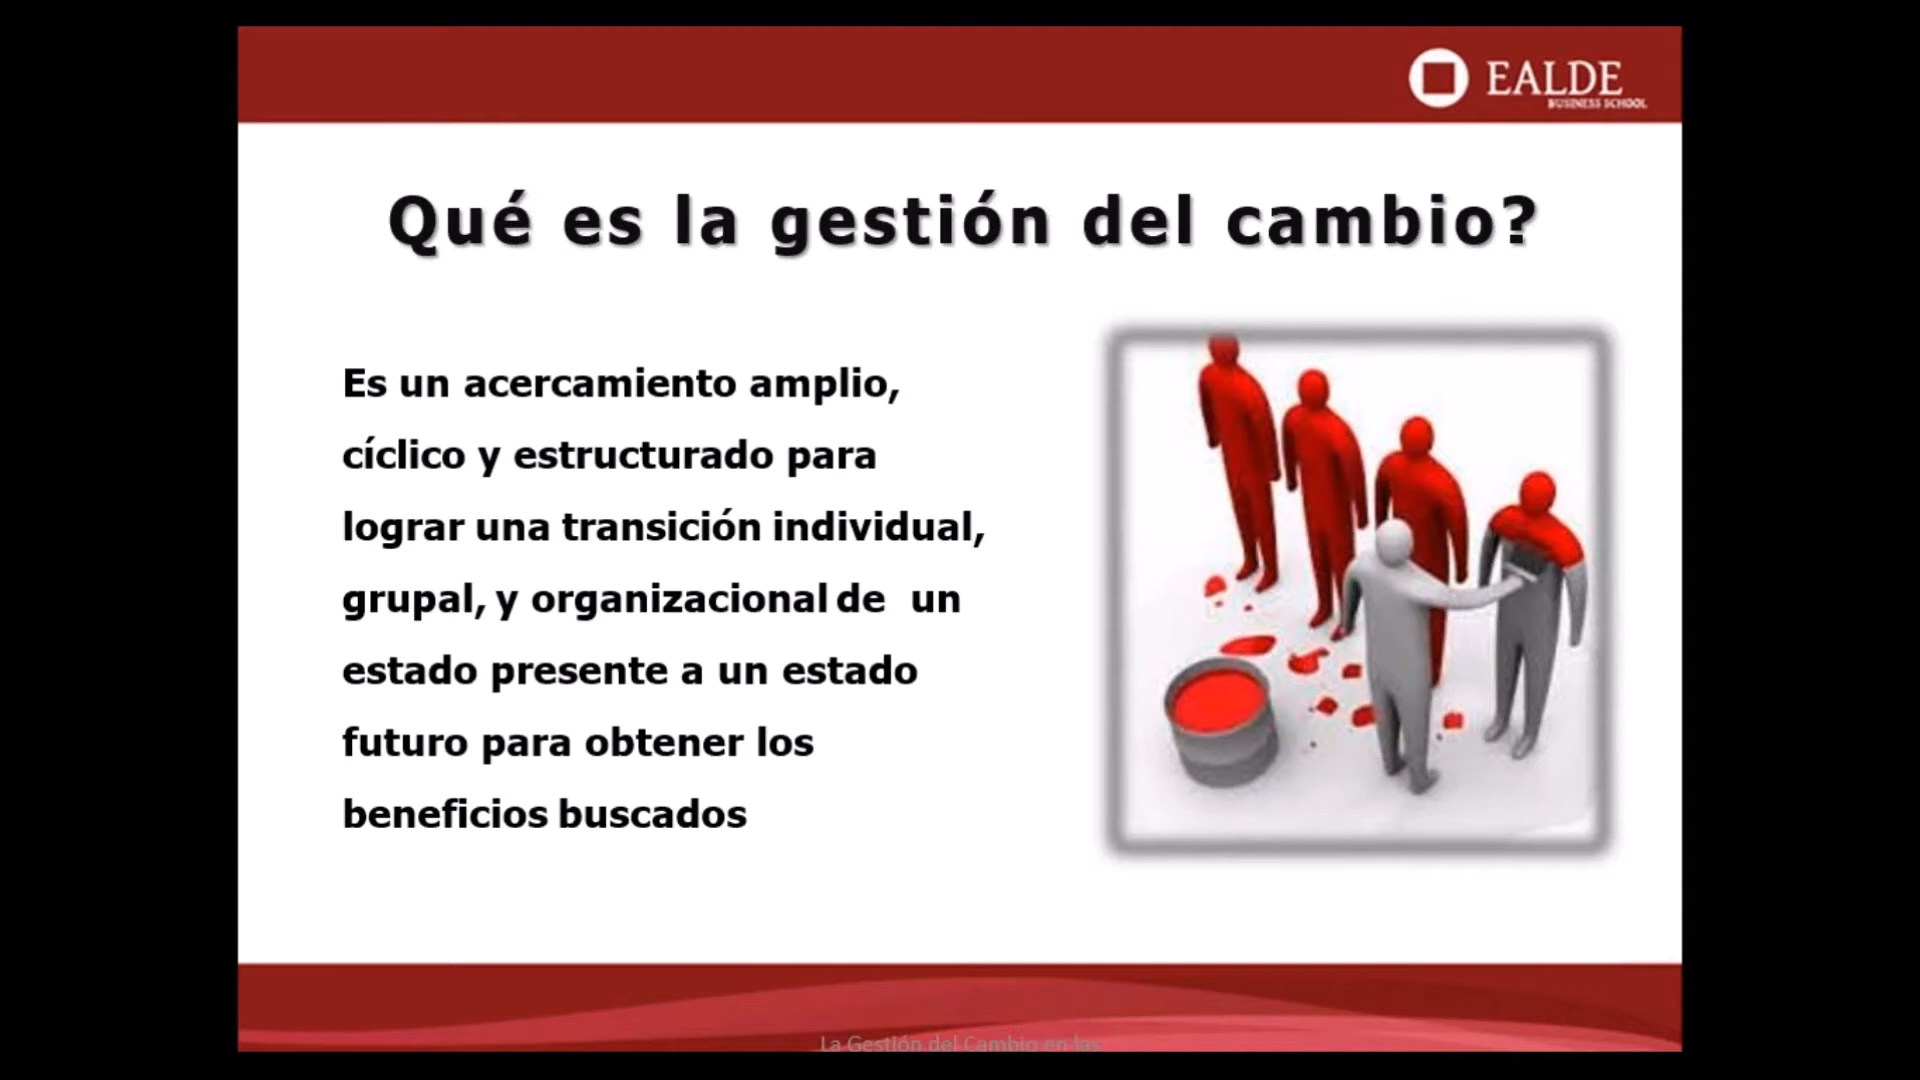 EALDE
BUSINESS SCHOOL
Qué es la gestión del cambio?
Es un acercamiento amplio,
cíclico y estructurado para
lograr una transición individual,
grupal, y organizacional de un
estado presente a un estado
futuro para obtener los
beneficios buscados
La Gestión del Cambio en las